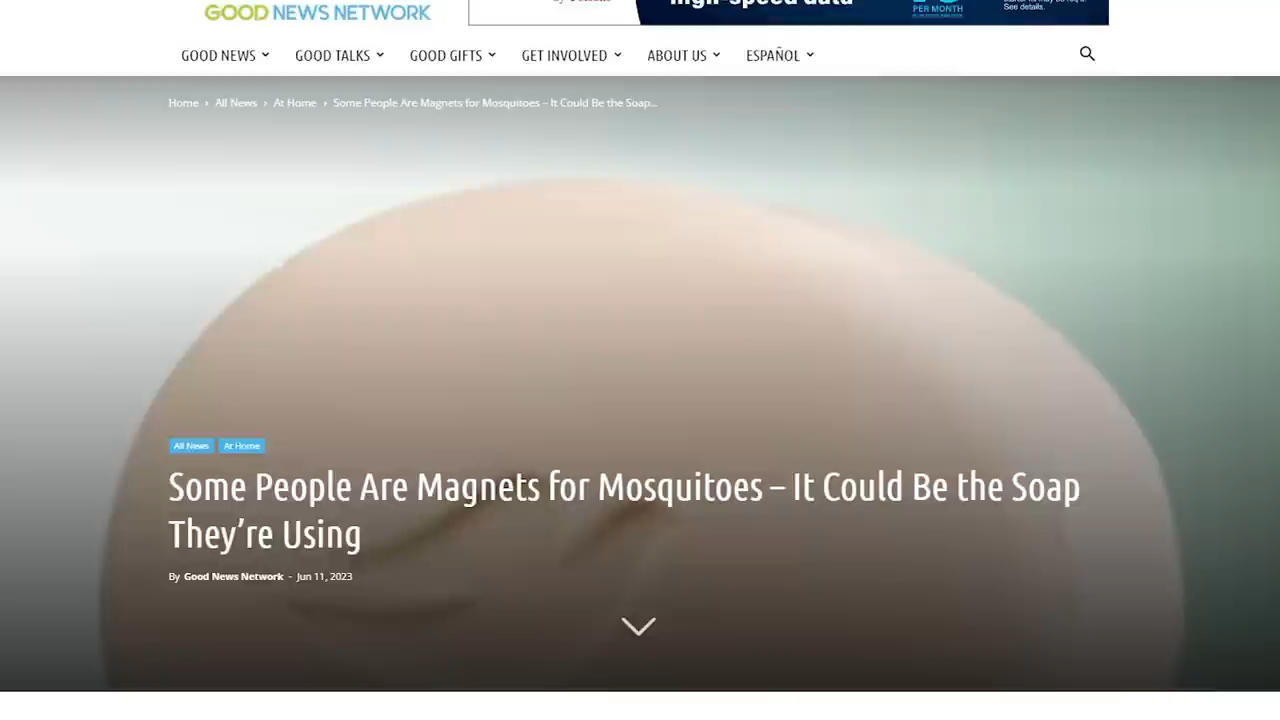 GOOD NEWS NETWORK
high-speed data
PER MONTH
See details.
GOOD NEWS GOOD TALKS GOOD GIFTS GET INVOLVED ABOUT US ESPAÑOL
Home › All News › At Home › Some People Are Magnets for Mosquitoes – It Could Be the Soap...
All News At Home
Some People Are Magnets for Mosquitoes – It Could Be the Soap
They're Using
By Good News Network - Jun 11, 2023